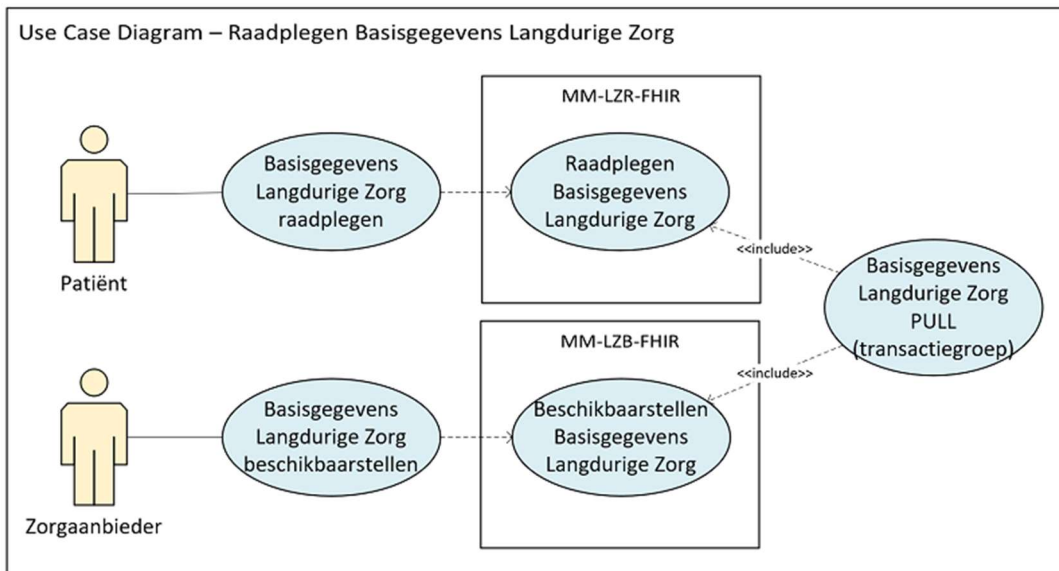 Use Case Diagram – Raadplegen Basisgegevens Langdurige Zorg
MM-LZR-FHIR
Basisgegevens
Langdurige Zorg
raadplegen
Raadplegen
Basisgegevens
Langdurige Zorg
Patiënt
<<include>>
Basisgegevens
Langdurige Zorg
PULL
(transactiegroep)
MM-LZB-FHIR
<<include>>
Basisgegevens
Langdurige Zorg
beschikbaarstellen
Beschikbaarstellen
Basisgegevens
Langdurige Zorg
Zorgaanbieder